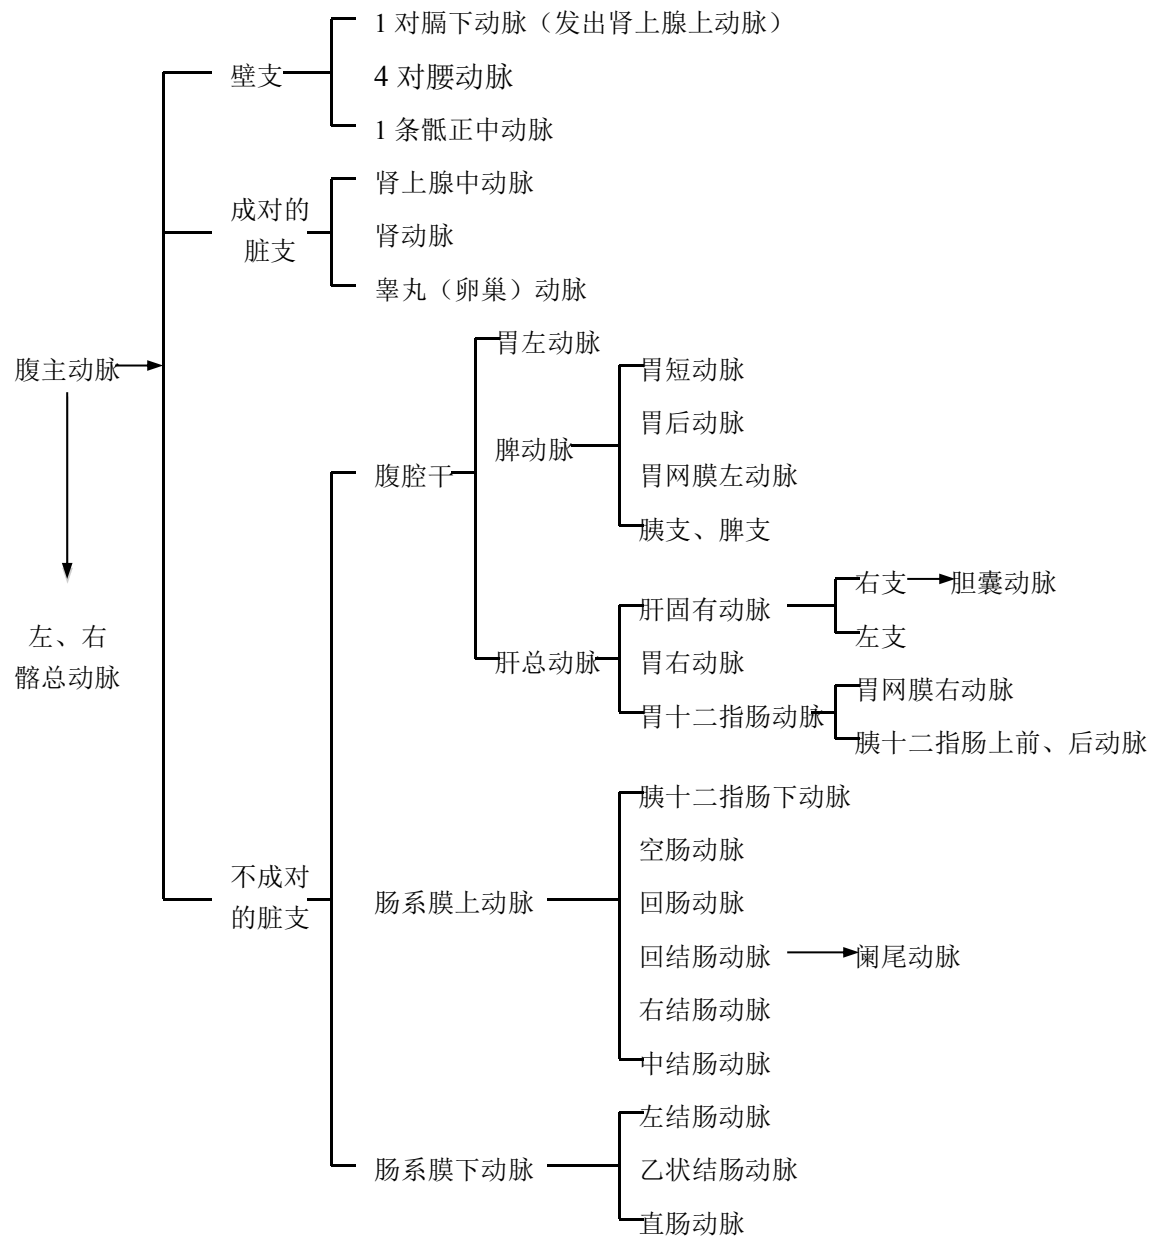 1 对膈下动脉（发出肾上腺上动脉）
壁支
4 对腰动脉
1 条骶正中动脉
肾上腺中动脉
成对的
脏支
肾动脉
睾丸（卵巢）动脉
胃左动脉
腹主动脉
胃短动脉
胃后动脉
脾动脉
腹腔干
胃网膜左动脉
胰支、脾支
右支
胆囊动脉
肝固有动脉
左、右
髂总动脉
左支
肝总动脉
胃右动脉
胃网膜右动脉
胃十二指肠动脉
胰十二指肠上前、后动脉
胰十二指肠下动脉
空肠动脉
不成对
的脏支
肠系膜上动脉
回肠动脉
回结肠动脉
阑尾动脉
右结肠动脉
中结肠动脉
左结肠动脉
肠系膜下动脉
乙状结肠动脉
直肠动脉